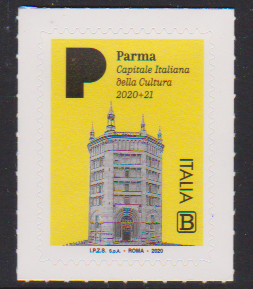 P
Parma
Capitale Italiana
della Cultura
2020+21
ITALIA
B
I.P.Z.S. S.p.A. - ROMA - 2020